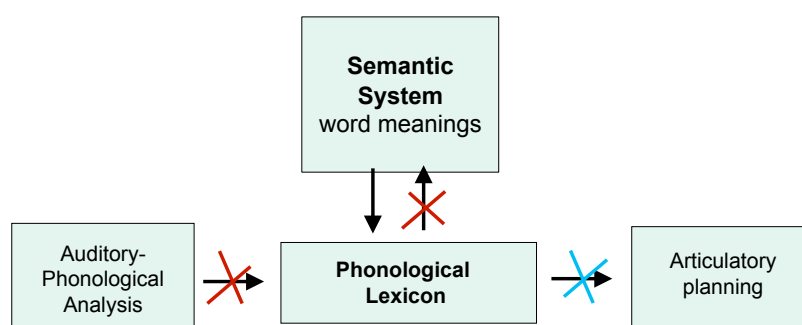 Semantic
System
word meanings
Auditory-
Phonological
Analysis
Phonological
Lexicon
Articulatory
planning